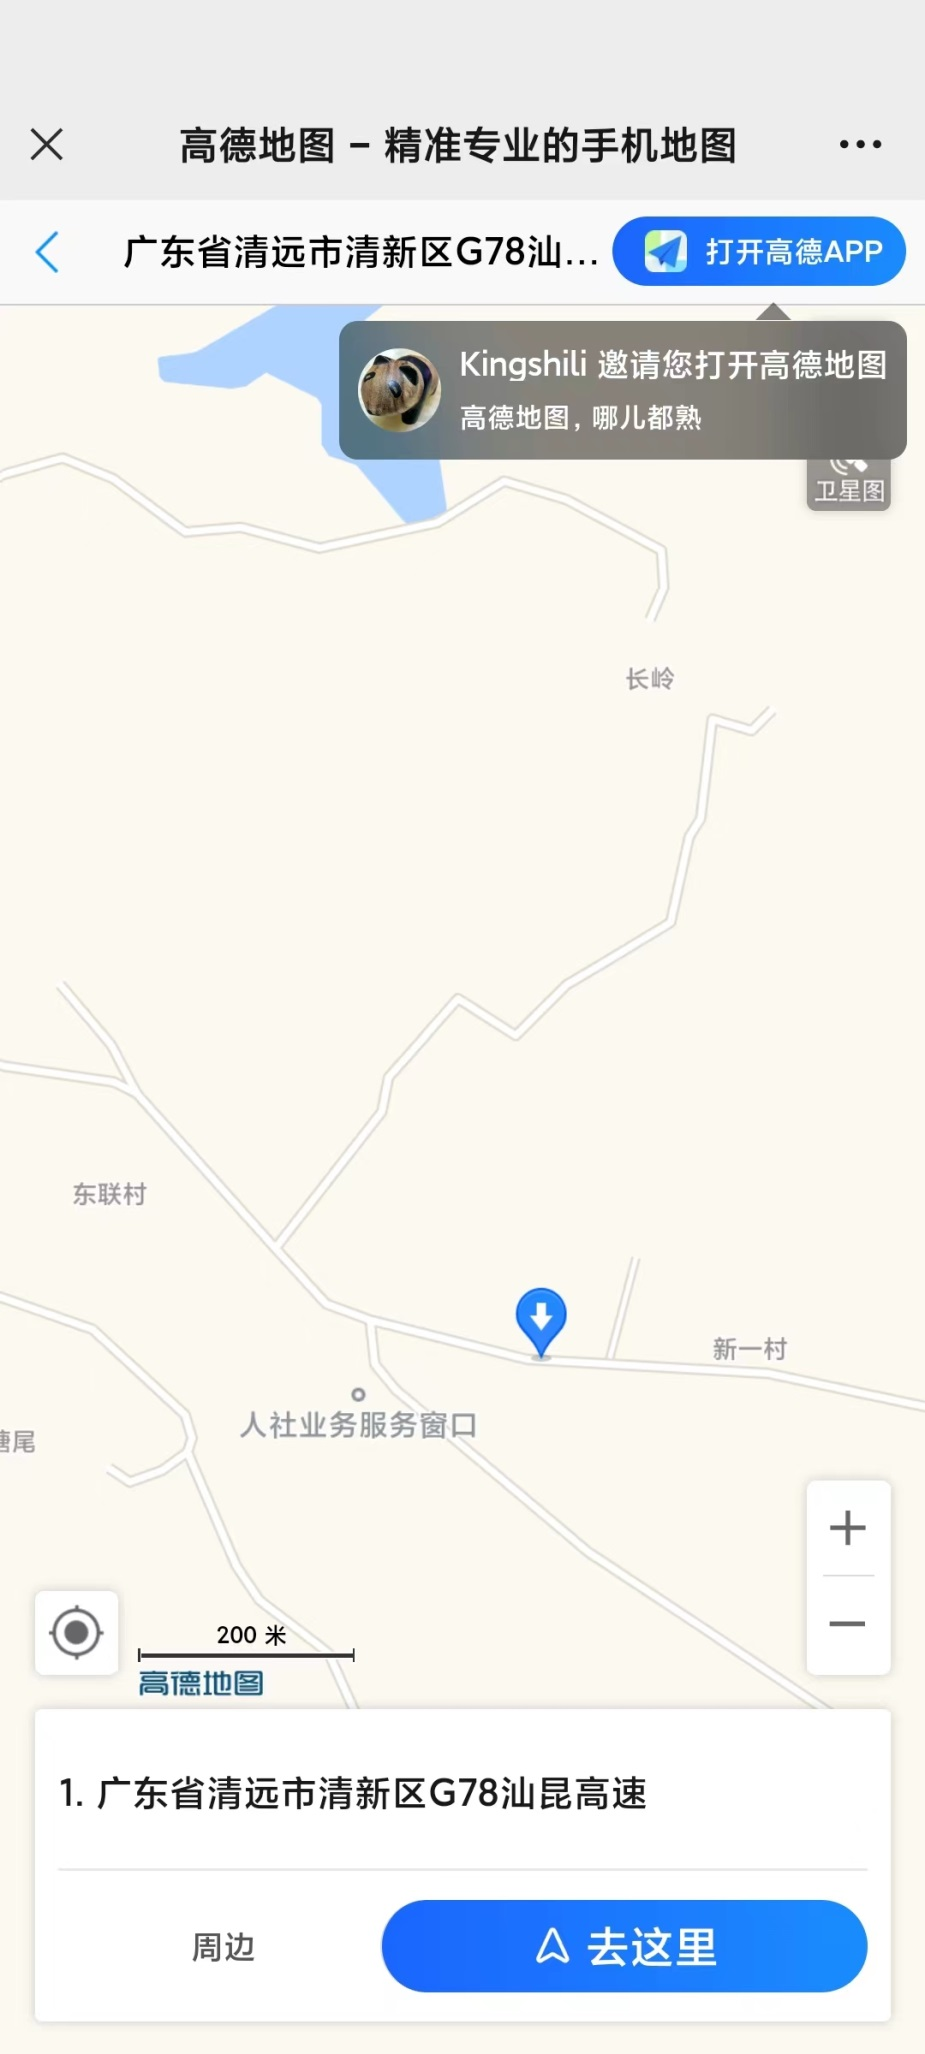 高德地图 – 精准专业的手机地图
广东省清远市清新区G78汕...
打开高德APP
Kingshili 邀请您打开高德地图
高德地图，哪儿都熟
卫星图
长岭
东联村
新一村
人社业务服务窗口
塘尾
200 米
高德地图
1. 广东省清远市清新区G78汕昆高速
周边
去这里